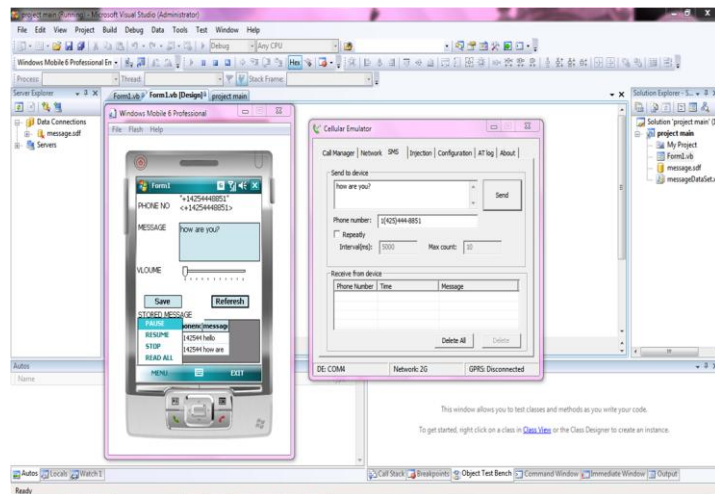 project main (Running) - Microsoft Visual Studio (Administrator)
File Edit View Project Build Debug Data Tools Test Window Help
Debug Any CPU
Windows Mobile 6 Professional Em Hex
Process: Thread: Stack Frame:
Server Explorer
Form1.vb Form1.vb [Design] project main
Solution Explorer - S...
Data Connections
message.sdf
Servers
Solution 'project main' (
project main
My Project
Form1.vb
message.sdf
messageDataSet.
Windows Mobile 6 Professional
File Flash Help
Form1
PHONE NO
"+14254448851"
<+14254448851>
MESSAGE
how are you?
VLOUME
Save Referesh
STORED MESSAGE
PAUSE
RESUME
STOP
READ ALL
message
142544 hello
142544 how are
MENU EXIT
Cellular Emulator
Call Manager Network SMS Injection Configuration AT log About
Send to device
how are you?
Send
Phone number: 1(425)444-8851
Repeatly
Interval(ms): 5000 Max count: 10
Receive from device
Phone Number Time Message
Delete All Delete
DE: COM4 Network: 2G GPRS: Disconnected
Autos
Name
This window allows you to test classes and methods as you write your code.
To get started, right click on a class in Class View or the Class Designer to create an instance.
Autos Locals Watch 1
Call Stack Breakpoints Object Test Bench Command Window Immediate Window Output
Ready